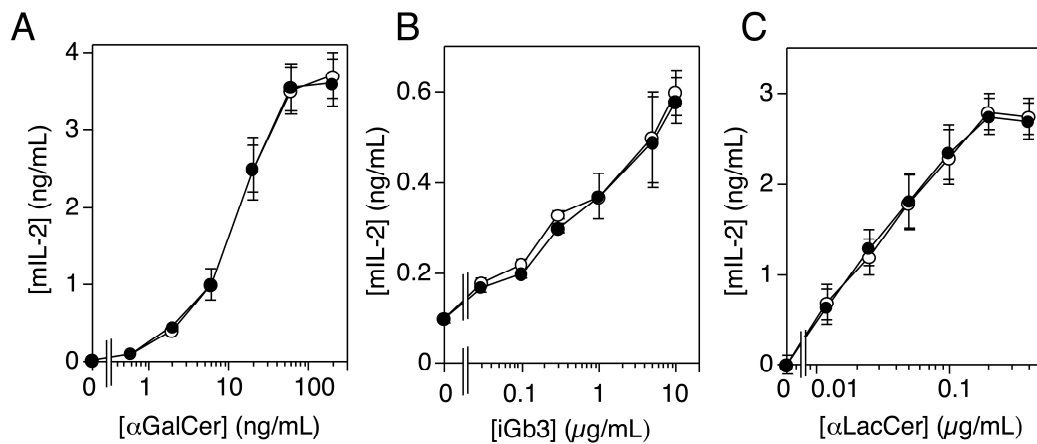 A
[mIL-2] (ng/mL)
4
3
2
1
0
0 1 10 100
[αGalCer] (ng/mL)
B
[mIL-2] (ng/mL)
0.6
0.4
0.2
0
0 0.1 1 10
[iGb3] (μg/mL)
C
[mIL-2] (ng/mL)
3
2
1
0
0 0.01 0.1
[αLacCer] (μg/mL)